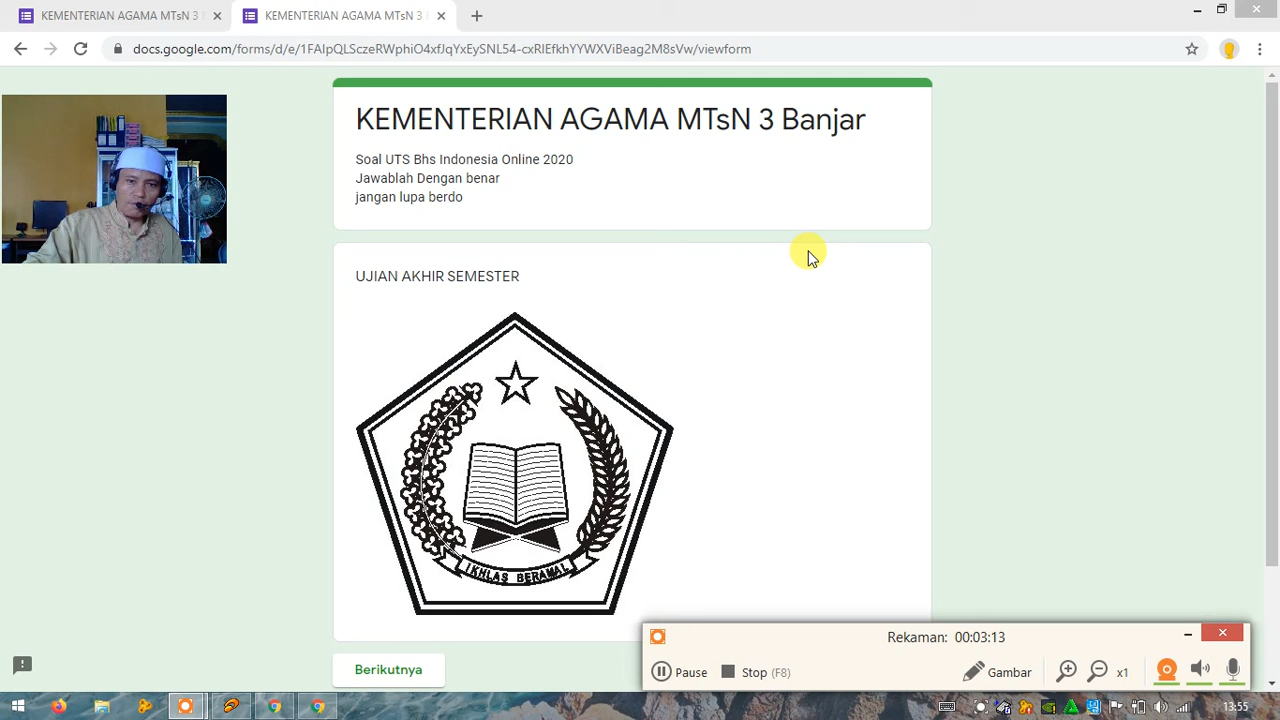 KEMENTERIAN AGAMA MTsN 3
KEMENTERIAN AGAMA MTsN 3
docs.google.com/forms/d/e/1FAIpQLSczeRWphiO4xfJqYxEySNL54-cxRIEfkhYYWXViBeag2M8sVw/viewform
KEMENTERIAN AGAMA MTsN 3 Banjar
Soal UTS Bhs Indonesia Online 2020
Jawablah Dengan benar
jangan lupa berdo
UJIAN AKHIR SEMESTER
IKHLAS BERAMAL
Berikutnya
Rekaman: 00:03:13
Pause Stop (F8) Gambar x1
13:55